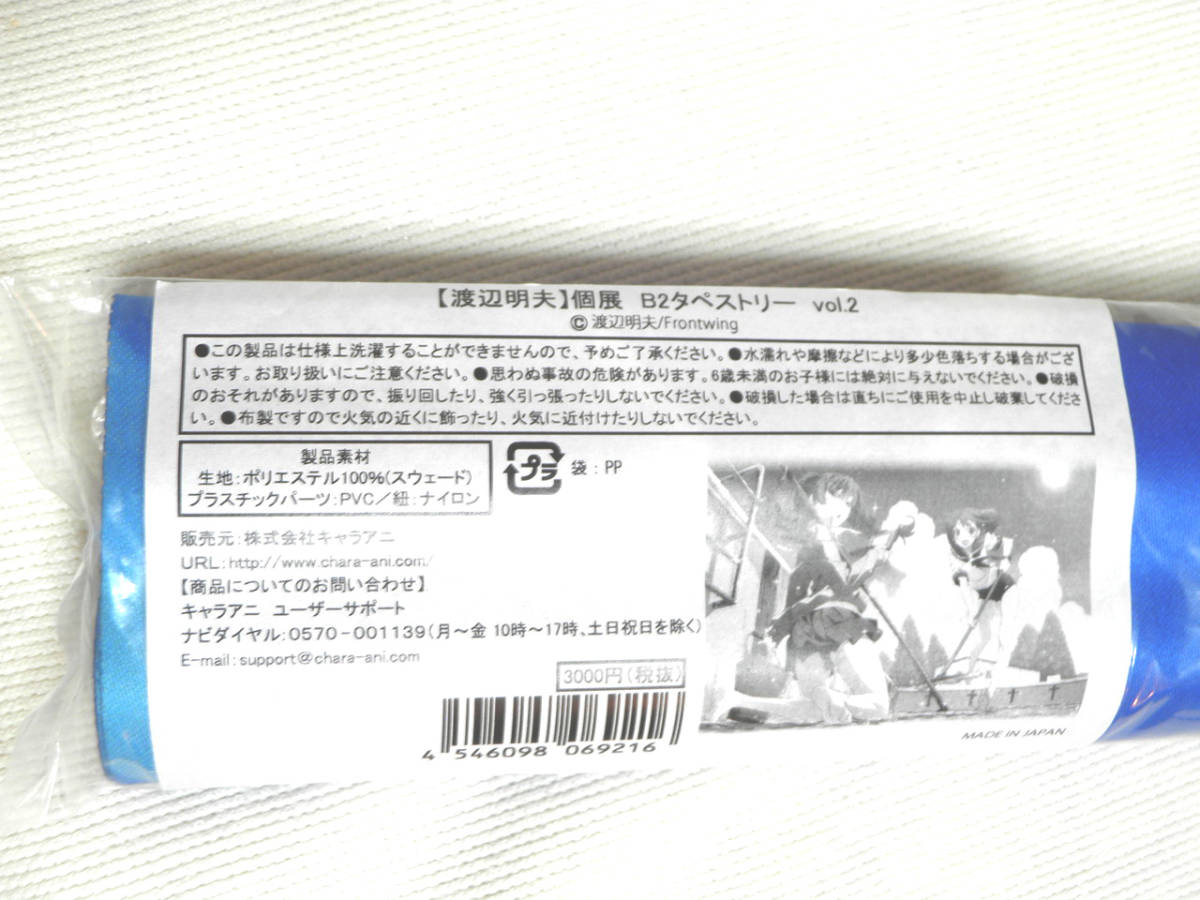 【渡辺明夫】個展 B2タペストリー vol.2
©渡辺明夫/Frontwing
●この製品は仕様上洗濯することができませんので、予めご了承ください。●水濡れや摩擦などにより多少色落ちする場合がござ
います。お取り扱いにご注意ください。●思わぬ事故の危険があります。6歳未満のお子様には絶対に与えないでください。●破損
のおそれがありますので、振り回したり、強く引っ張ったりしないでください。●破損した場合は直ちにご使用を中止し破棄してくださ
い。●布製ですので火気の近くに飾ったり、火気に近付けたりしないでください。
製品素材
生地:ポリエステル100%(スウェード)
プラスチックパーツ:PVC/紐:ナイロン
プラ
袋:PP
販売元:株式会社キャラアニ
URL:http://www.chara-ani.com/
【商品についてのお問い合わせ】
キャラアニ ユーザーサポート
ナビダイヤル:0570-001139(月~金 10時~17時、土日祝日を除く)
E-mail:support@chara-ani.com
3000円(税抜)
4 546098 069216
MADE IN JAPAN